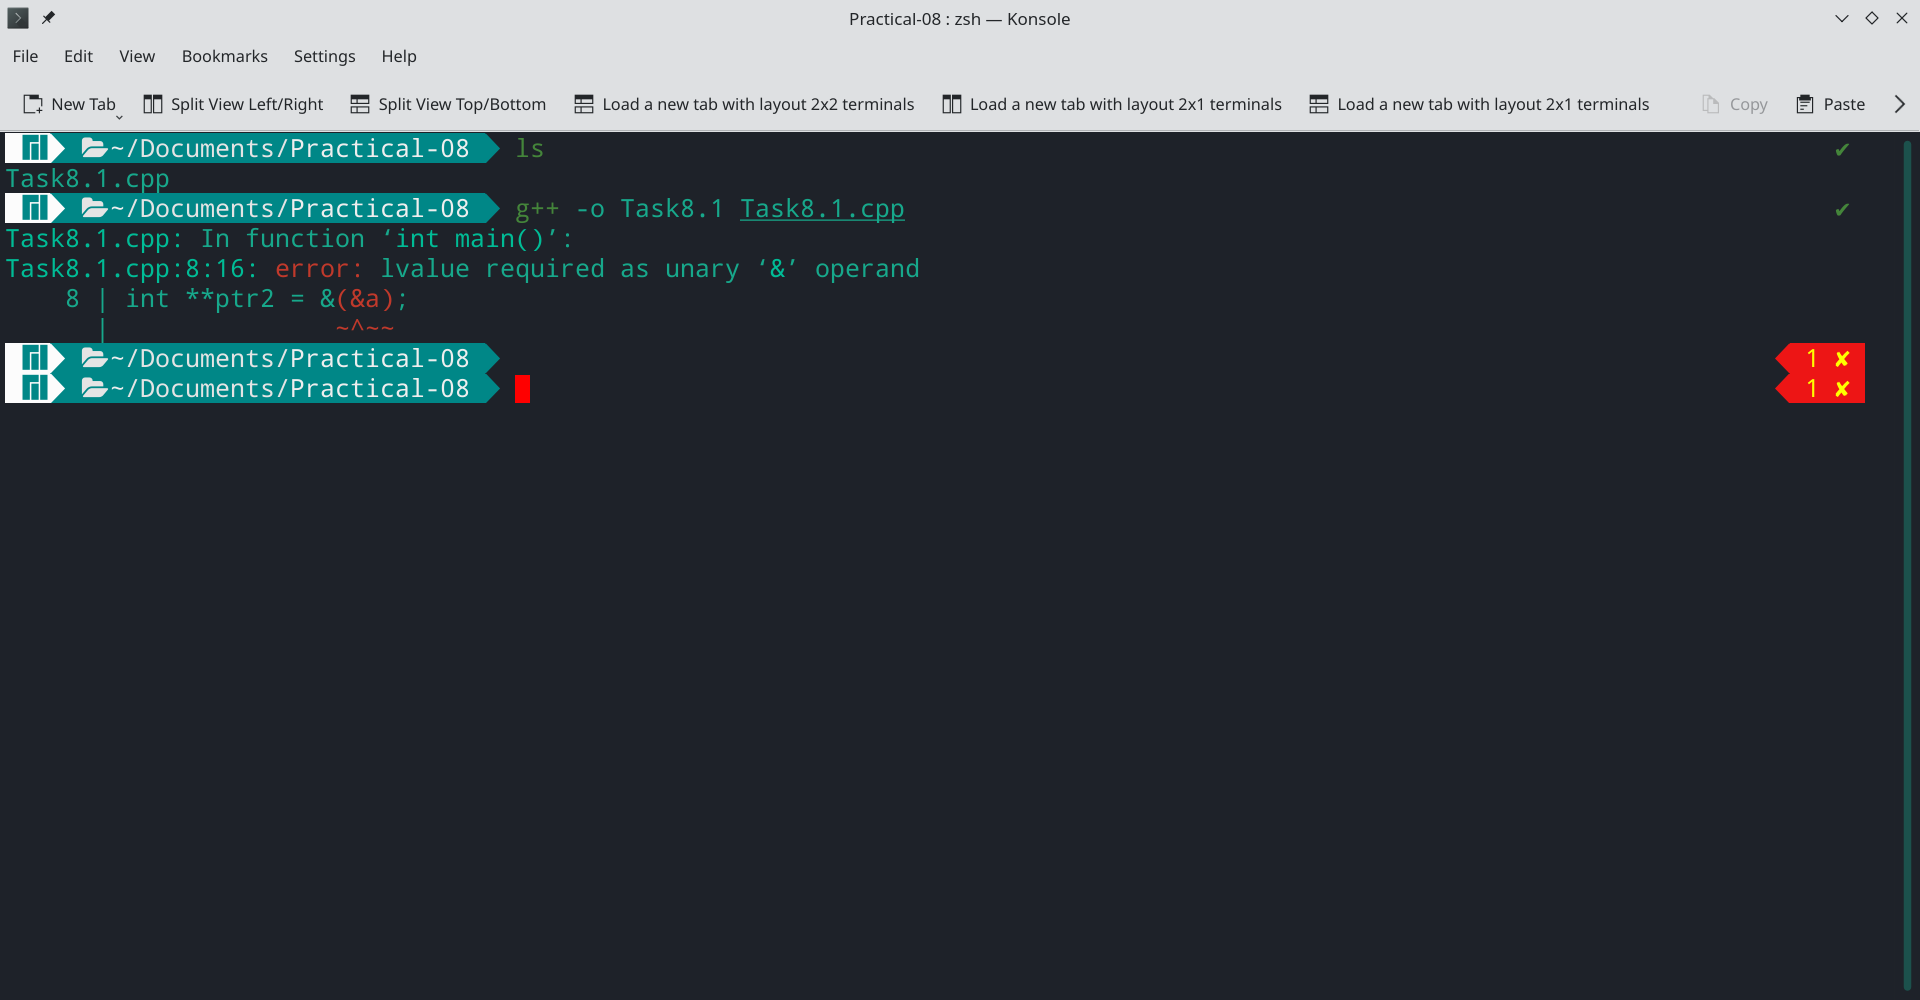 Practical-08 : zsh — Konsole
File Edit View Bookmarks Settings Help
New Tab Split View Left/Right Split View Top/Bottom Load a new tab with layout 2x2 terminals Load a new tab with layout 2x1 terminals Load a new tab with layout 2x1 terminals Copy Paste
~/Documents/Practical-08 ls ✔
Task8.1.cpp
~/Documents/Practical-08 g++ -o Task8.1 Task8.1.cpp ✔
Task8.1.cpp: In function ‘int main()’:
Task8.1.cpp:8:16: error: lvalue required as unary ‘&’ operand
8 | int **ptr2 = &(&a);
| ~^~~
~/Documents/Practical-08 1 ✘
~/Documents/Practical-08 1 ✘